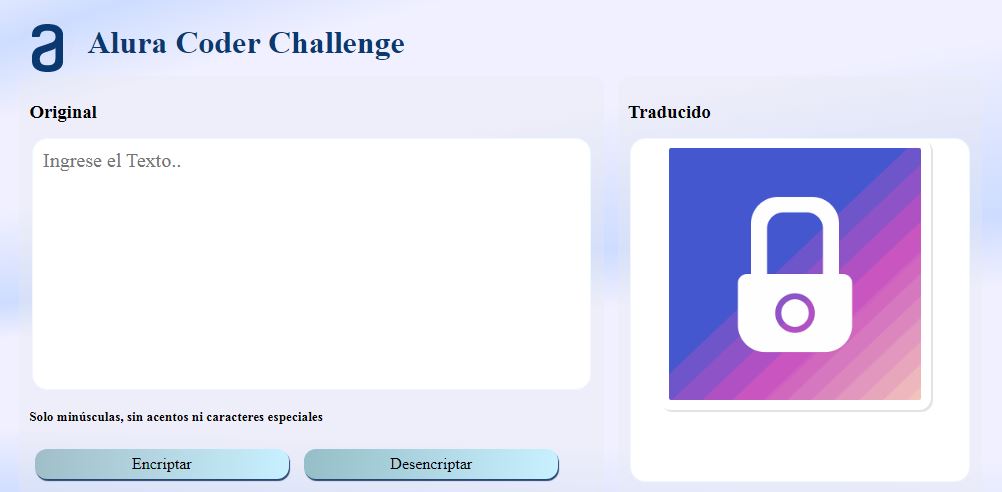 Alura Coder Challenge
Original
Ingrese el Texto..
Solo minúsculas, sin acentos ni caracteres especiales
Encriptar
Desencriptar
Traducido